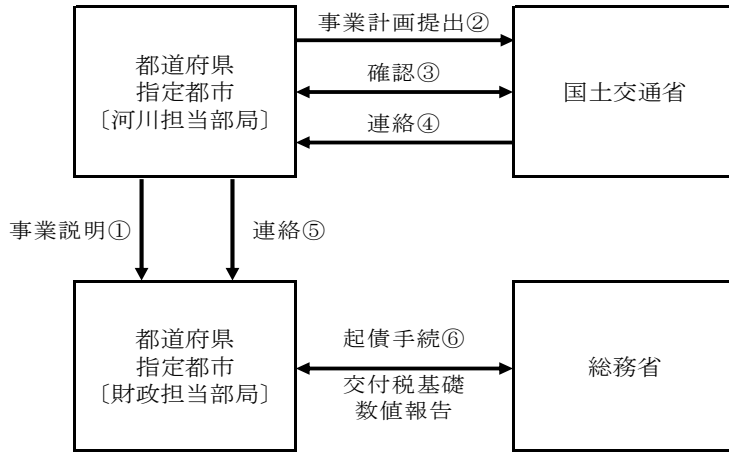 事業計画提出②
都道府県
指定都市
〔河川担当部局〕
確認③
国土交通省
連絡④
事業説明①
連絡⑤
都道府県
指定都市
〔財政担当部局〕
起債手続⑥
交付税基礎
数値報告
総務省